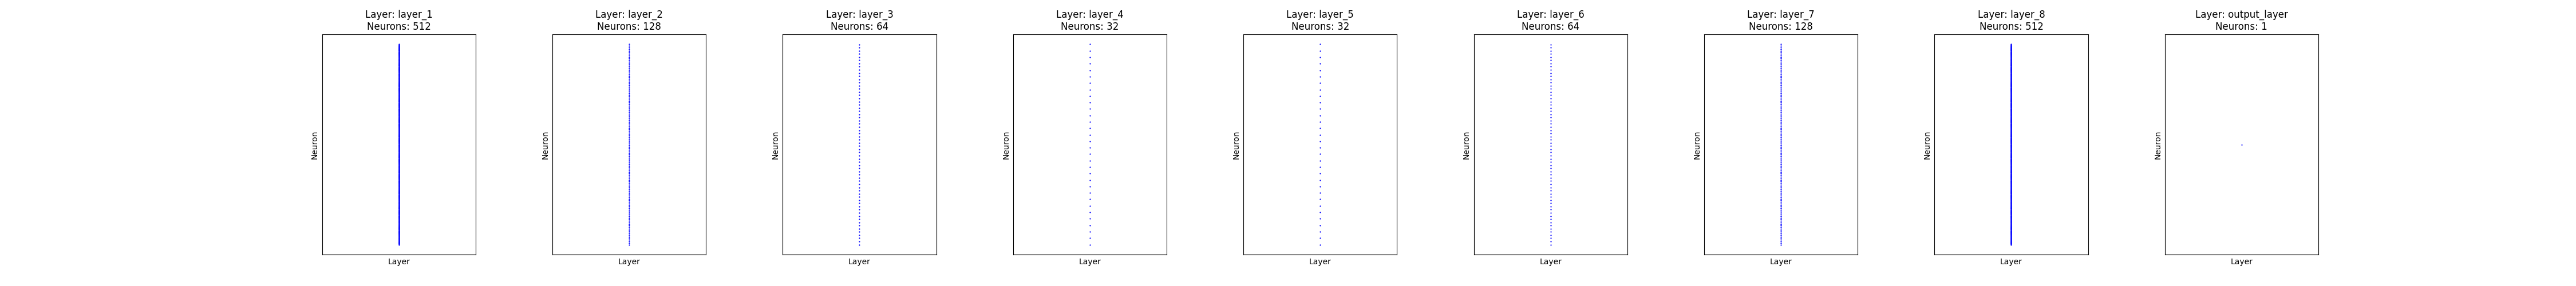 Layer: layer_1
Neurons: 512
Neuron
Layer
Layer: layer_2
Neurons: 128
Neuron
Layer
Layer: layer_3
Neurons: 64
Neuron
Layer
Layer: layer_4
Neurons: 32
Neuron
Layer
Layer: layer_5
Neurons: 32
Neuron
Layer
Layer: layer_6
Neurons: 64
Neuron
Layer
Layer: layer_7
Neurons: 128
Neuron
Layer
Layer: layer_8
Neurons: 512
Neuron
Layer
Layer: output_layer
Neurons: 1
Neuron
Layer